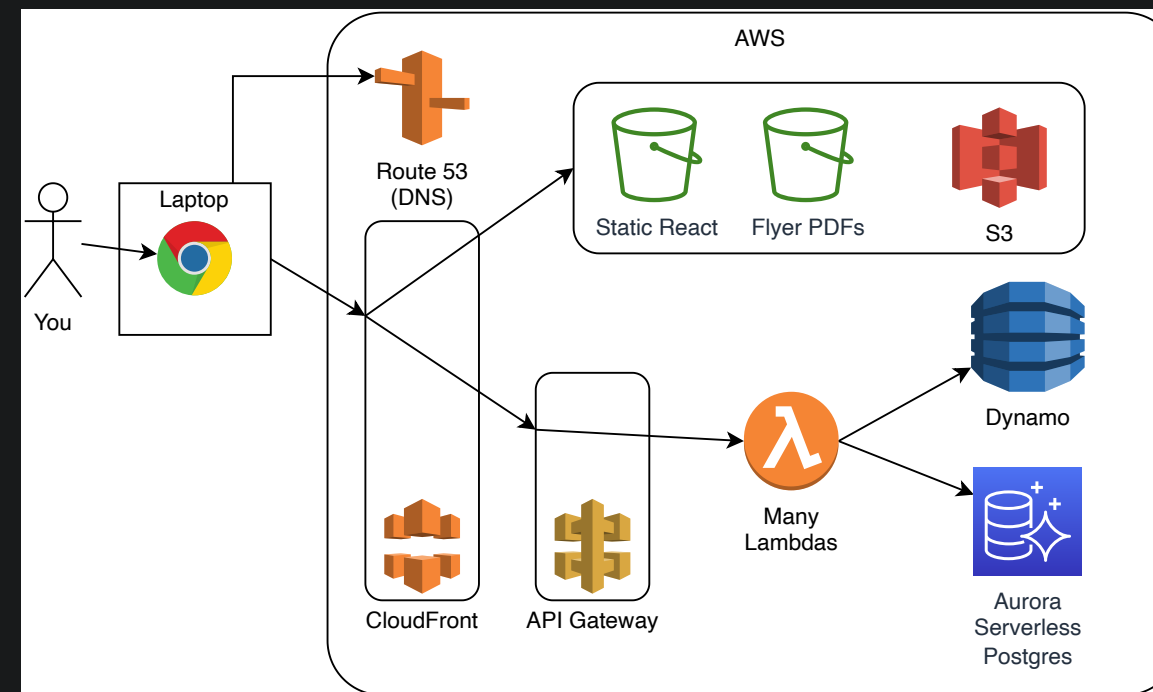 AWS
Route 53
(DNS)
Laptop
You
Static React
Flyer PDFs
S3
Dynamo
Many
Lambdas
CloudFront
API Gateway
Aurora
Serverless
Postgres